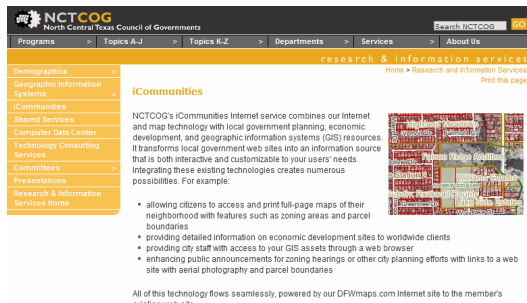 NCTCOG
North Central Texas Council of Governments
Search NCTCOG GO
Programs > Topics A-J > Topics K-Z > Departments > Services > About Us
research & information services
Home > Research and Information Services
Print this page
Demographics >
Geographic Information
Systems >
iCommunities
Shared Services
Computer Data Center
Technology Consulting
Services
Committees >
Presentations
Research & Information
Services Home
iCommunities
NCTCOG's iCommunities Internet service combines our Internet
and map technology with local government planning, economic
development, and geographic information systems (GIS) resources.
It transforms local government web sites into an information source
that is both interactive and customizable to your users' needs.
Integrating these existing technologies creates numerous
possibilities. For example:
allowing citizens to access and print full-page maps of their
neighborhood with features such as zoning areas and parcel
boundaries
providing detailed information on economic development sites to worldwide clients
providing city staff with access to your GIS assets through a web browser
enhancing public announcements for zoning hearings or other city planning efforts with links to a web
site with aerial photography and parcel boundaries
All of this technology flows seamlessly, powered by our DFWmaps.com Internet site to the member's